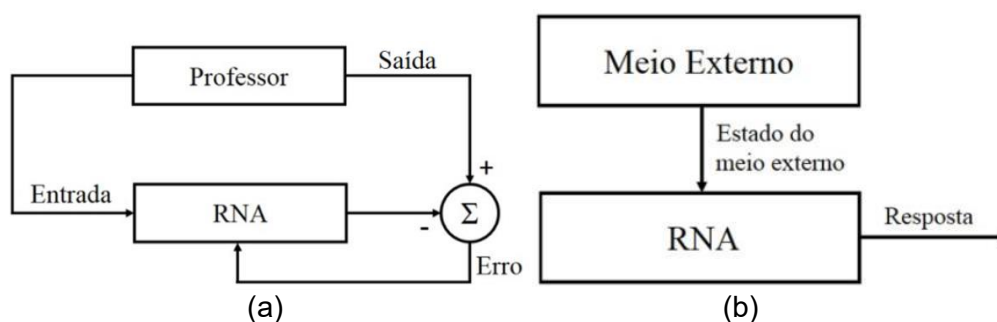 Professor
Saída
Entrada
RNA
+
-
Σ
Erro
(a)
Meio Externo
Estado do
meio externo
RNA
Resposta
(b)